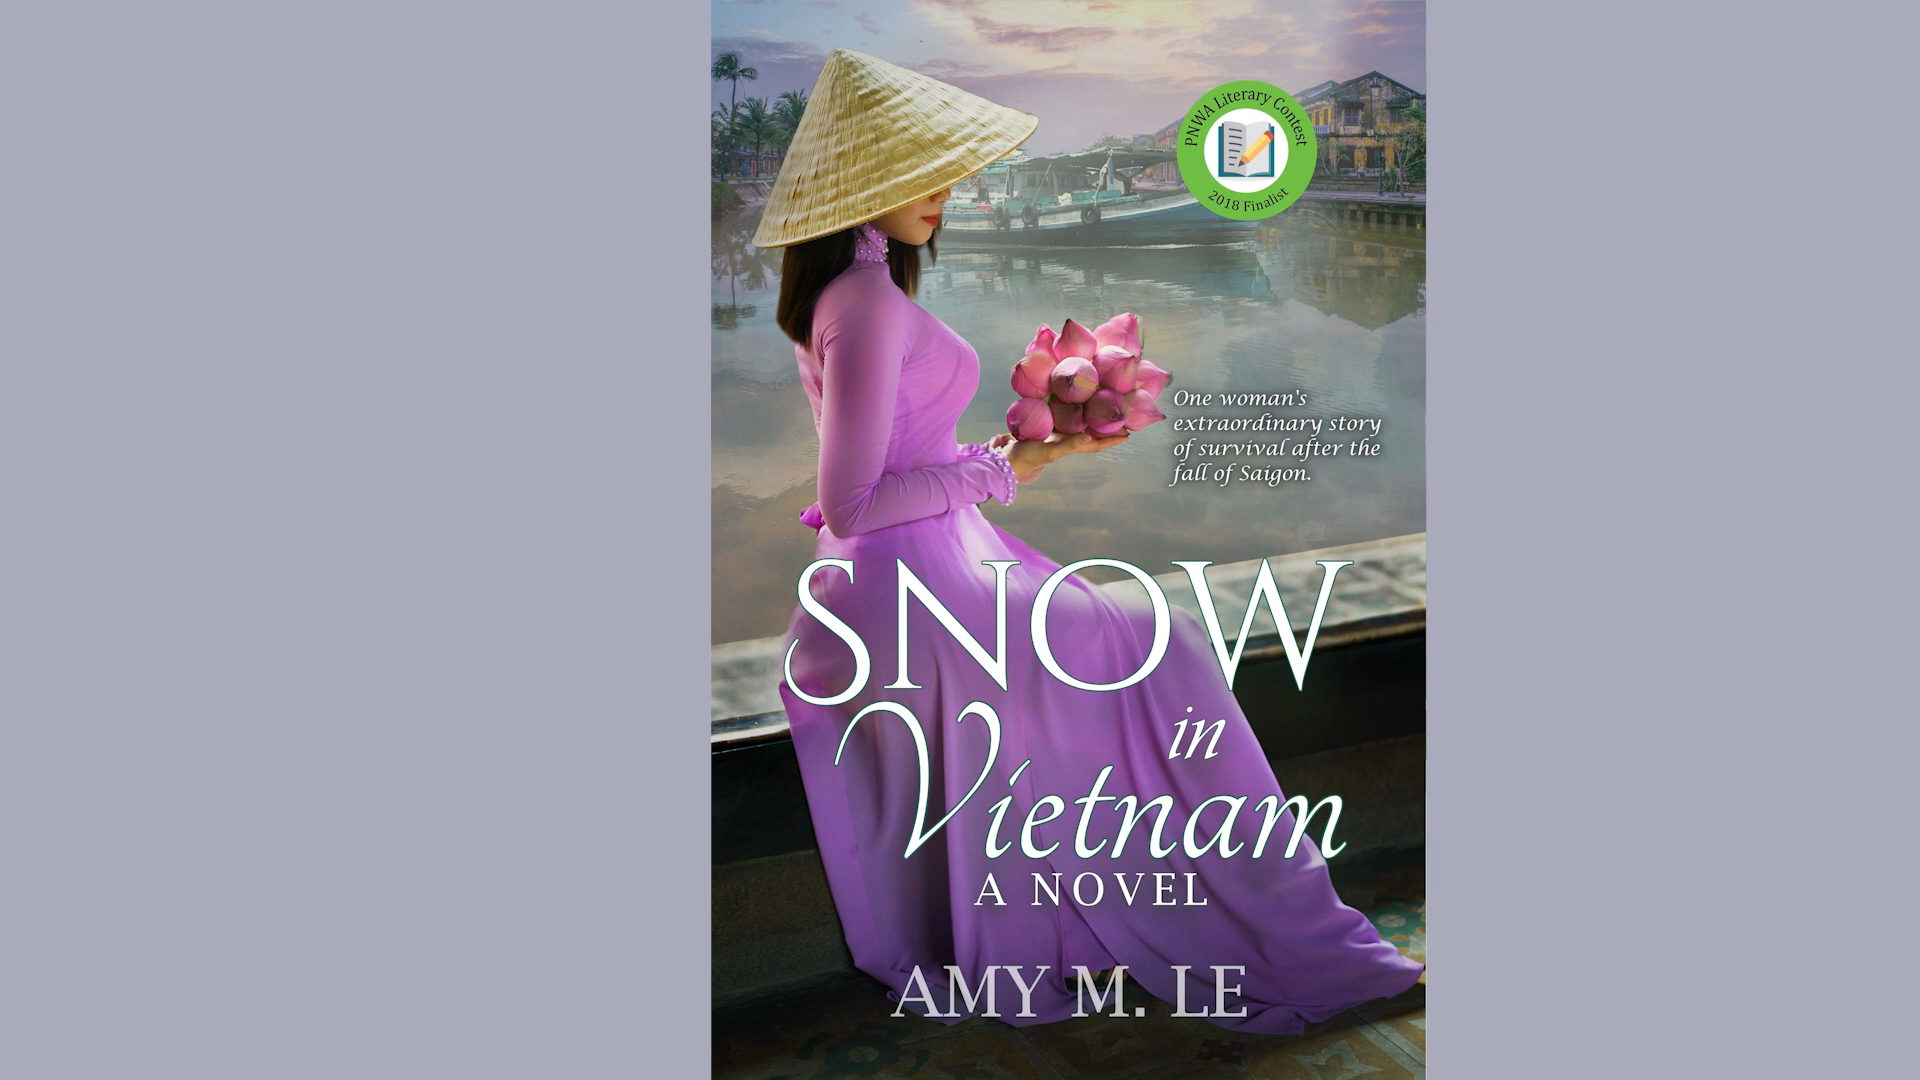 PNWA Literary Contest
2018 Finalist
One woman's
extraordinary story
of survival after the
fall of Saigon.
SNOW
in
Vietnam
A NOVEL
AMY M. LE